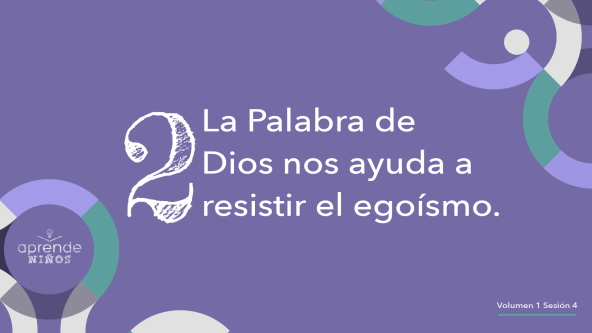 2
La Palabra de
Dios nos ayuda a
resistir el egoísmo.
aprende
NIÑOS
Volumen 1 Sesión 4